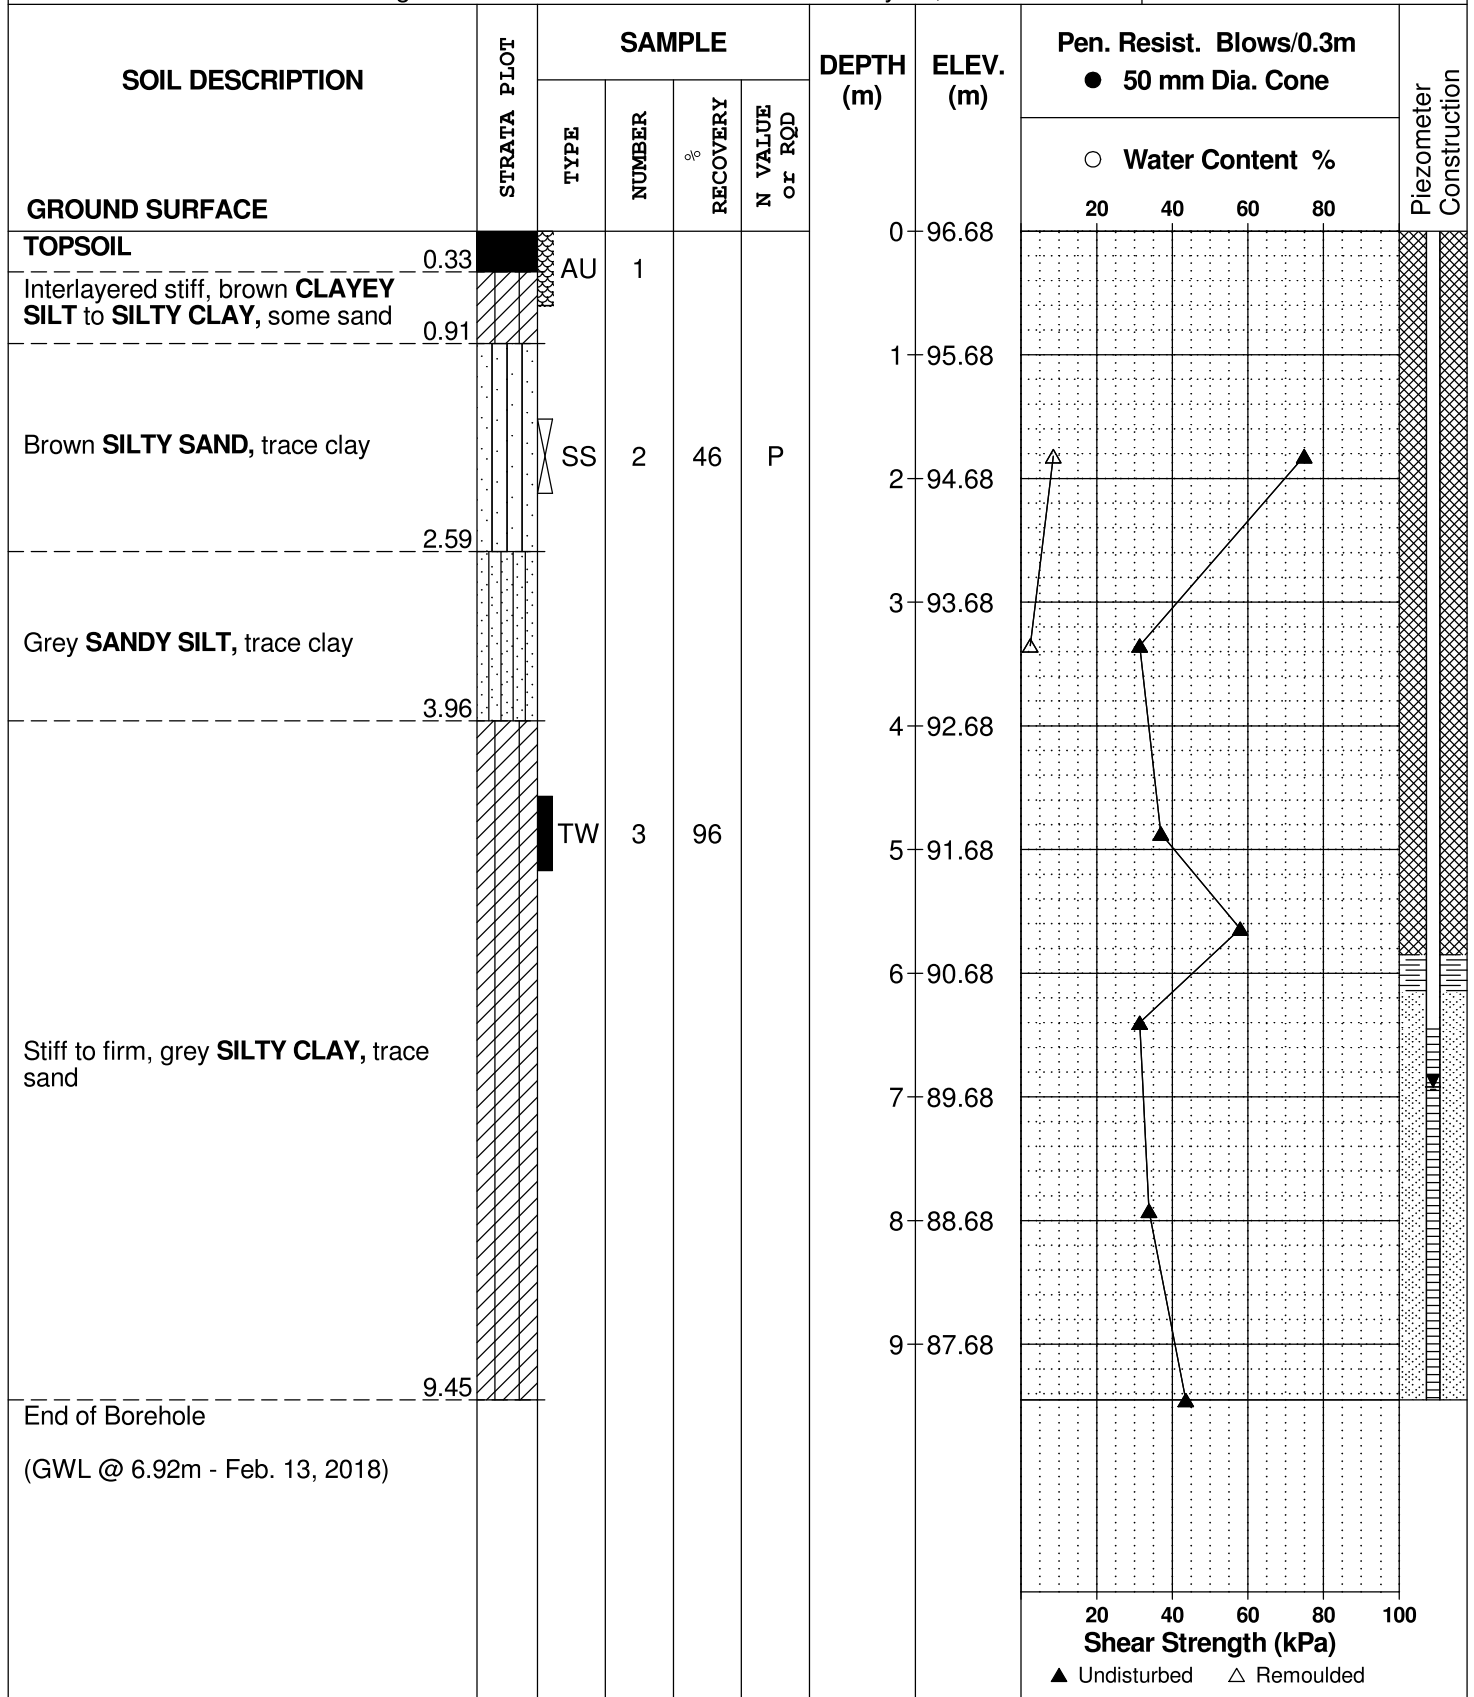 SOIL DESCRIPTION
GROUND SURFACE
STRATA PLOT
SAMPLE
TYPE
NUMBER
%
RECOVERY
N VALUE
or RQD
DEPTH
(m)
ELEV.
(m)
Pen. Resist. Blows/0.3m
● 50 mm Dia. Cone
○ Water Content %
20 40 60 80
Piezometer
Construction
TOPSOIL
0.33
Interlayered stiff, brown CLAYEY
SILT to SILTY CLAY, some sand
0.91
Brown SILTY SAND, trace clay
2.59
Grey SANDY SILT, trace clay
3.96
Stiff to firm, grey SILTY CLAY, trace
sand
9.45
End of Borehole
(GWL @ 6.92m - Feb. 13, 2018)
AU 1
SS 2 46 P
TW 3 96
0 96.68
1 95.68
2 94.68
3 93.68
4 92.68
5 91.68
6 90.68
7 89.68
8 88.68
9 87.68
20 40 60 80 100
Shear Strength (kPa)
▲ Undisturbed △ Remoulded